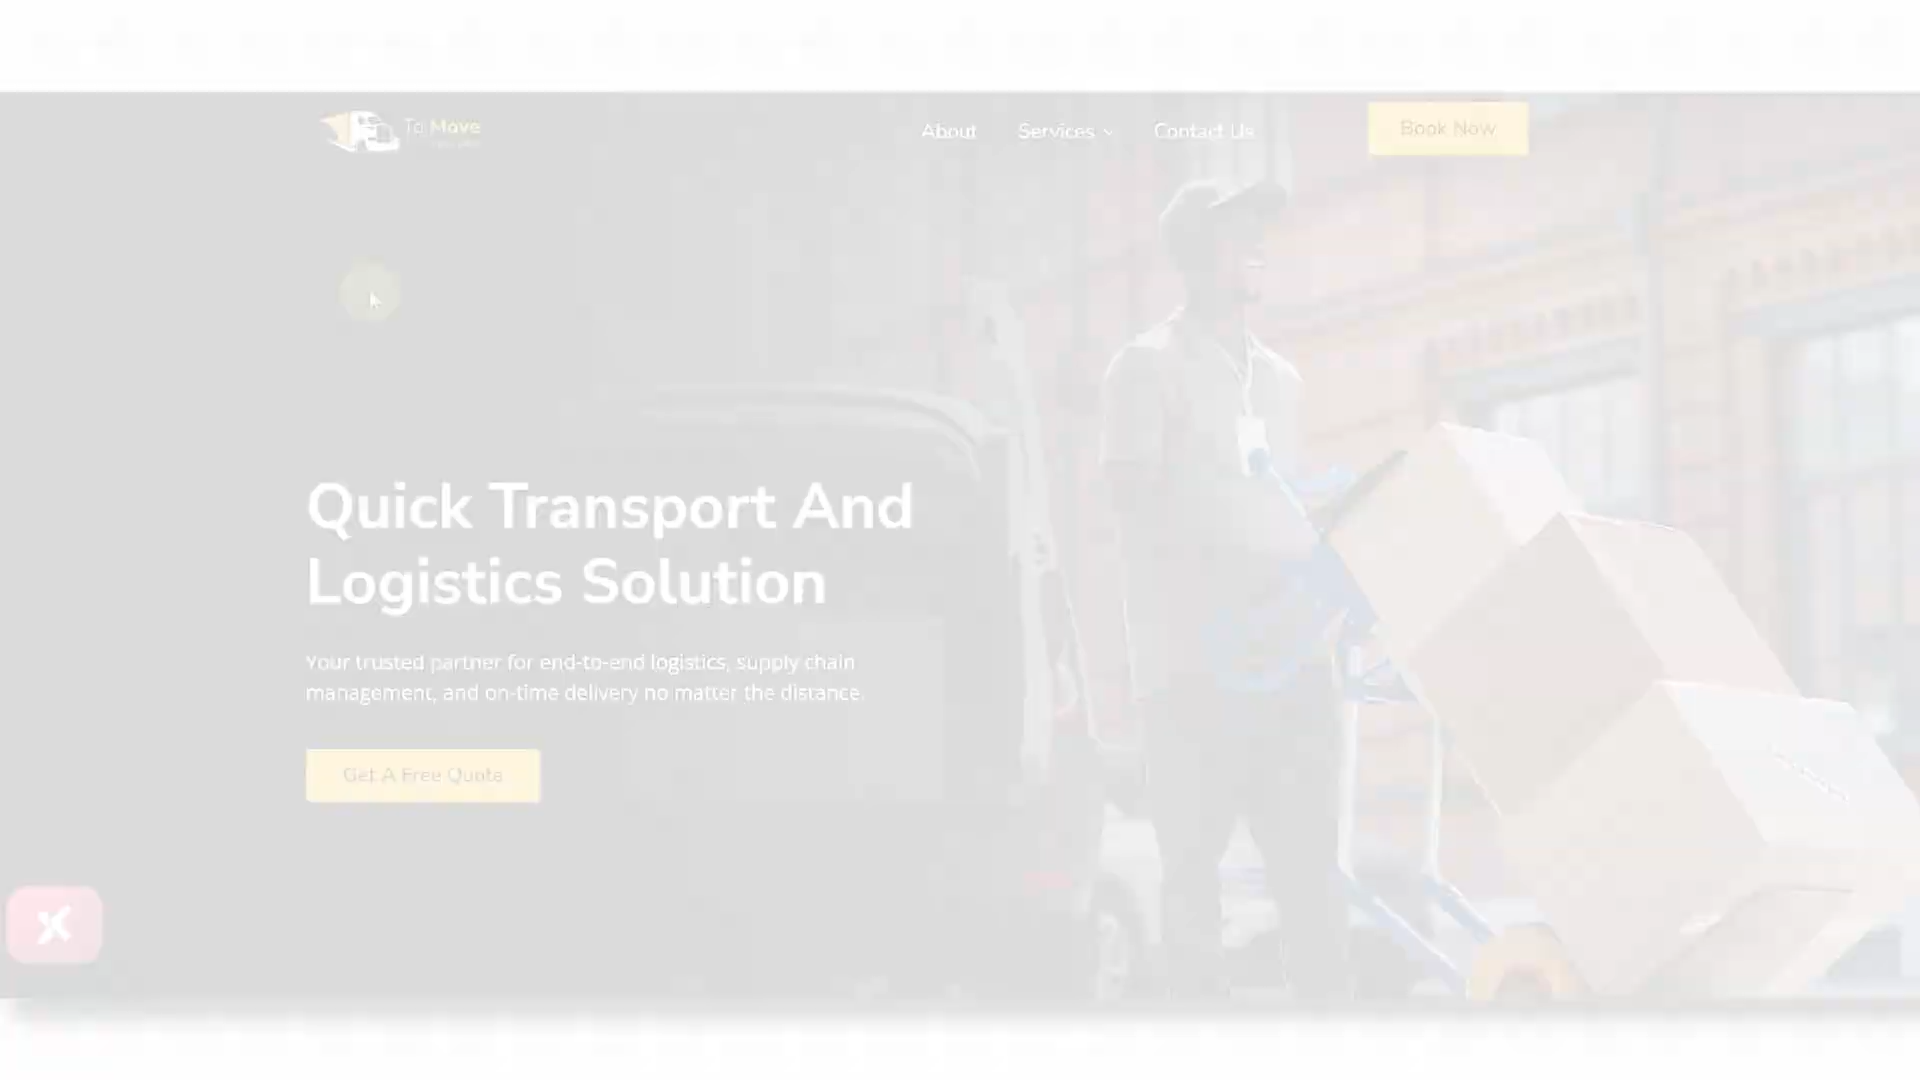 To Move
About
Services
Contact Us
Book Now
Quick Transport And
Logistics Solution
Your trusted partner for end-to-end logistics, supply chain
management, and on-time delivery no matter the distance.
Get A Free Quote